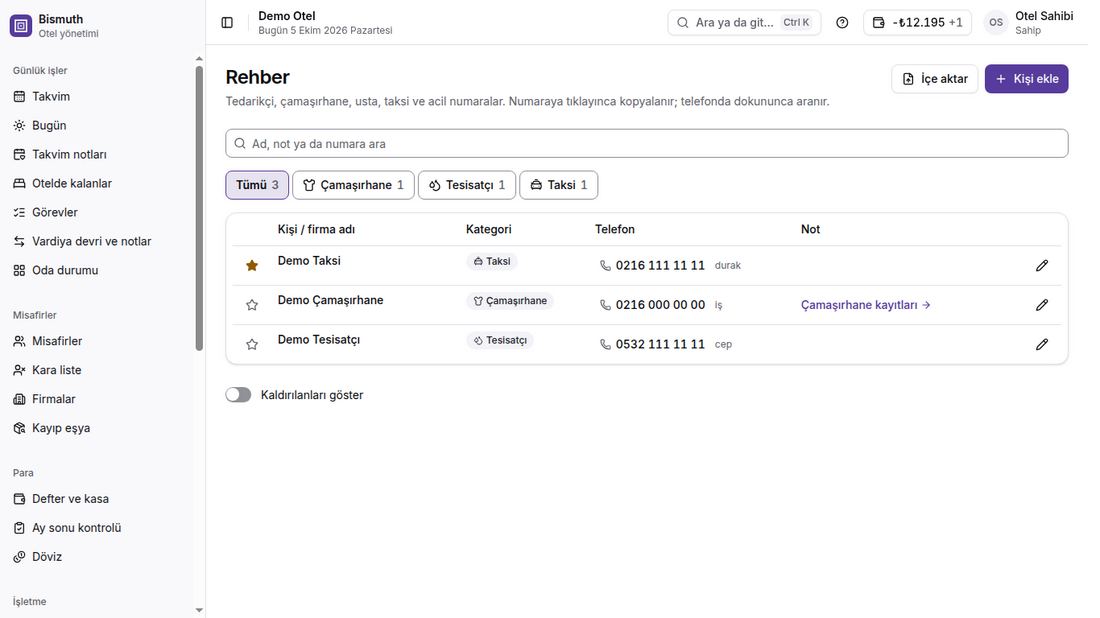 Bismuth
Otel yönetimi
Günlük işler
Takvim
Bugün
Takvim notları
Otelde kalanlar
Görevler
Vardiya devri ve notlar
Oda durumu
Misafirler
Misafirler
Kara liste
Firmalar
Kayıp eşya
Para
Defter ve kasa
Ay sonu kontrolü
Döviz
İşletme
Demo Otel
Bugün 5 Ekim 2026 Pazartesi
Ara ya da git... Ctrl K
-₺12.195 +1
OS
Otel Sahibi
Sahip
Rehber
Tedarikçi, çamaşırhane, usta, taksi ve acil numaralar. Numaraya tıklayınca kopyalanır; telefonda dokununca aranır.
İçe aktar
Kişi ekle
Ad, not ya da numara ara
Tümü 3 Çamaşırhane 1 Tesisatçı 1 Taksi 1
Kişi / firma adı Kategori Telefon Not
Demo Taksi Taksi 0216 111 11 11 durak
Demo Çamaşırhane Çamaşırhane 0216 000 00 00 iş Çamaşırhane kayıtları →
Demo Tesisatçı Tesisatçı 0532 111 11 11 cep
Kaldırılanları göster